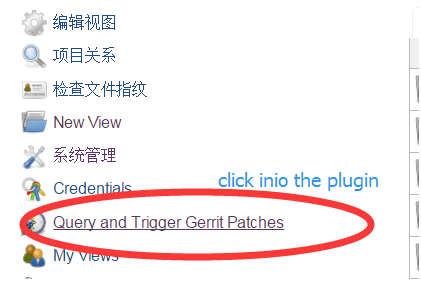 编辑视图
项目关系
检查文件指纹
New View
系统管理
click inio the plugin
Credentials
Query and Trigger Gerrit Patches
My Views